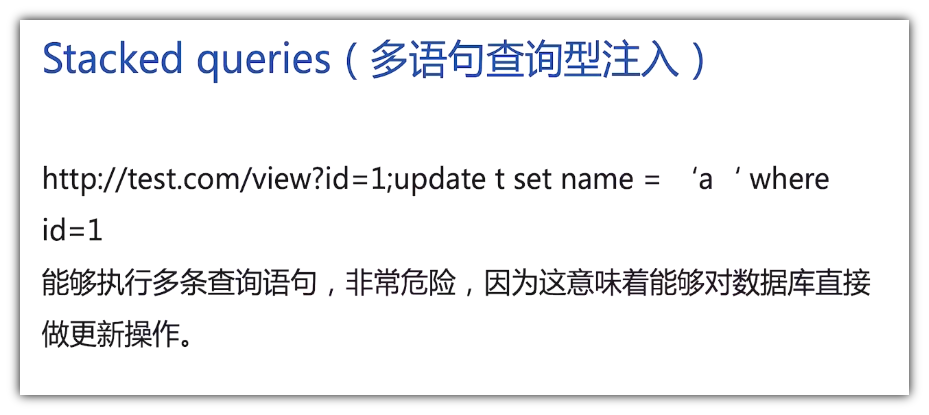 Stacked queries（多语句查询型注入）
http://test.com/view?id=1;update t set name = ‘a ‘ where
id=1
能够执行多条查询语句，非常危险，因为这意味着能够对数据库直接
做更新操作。